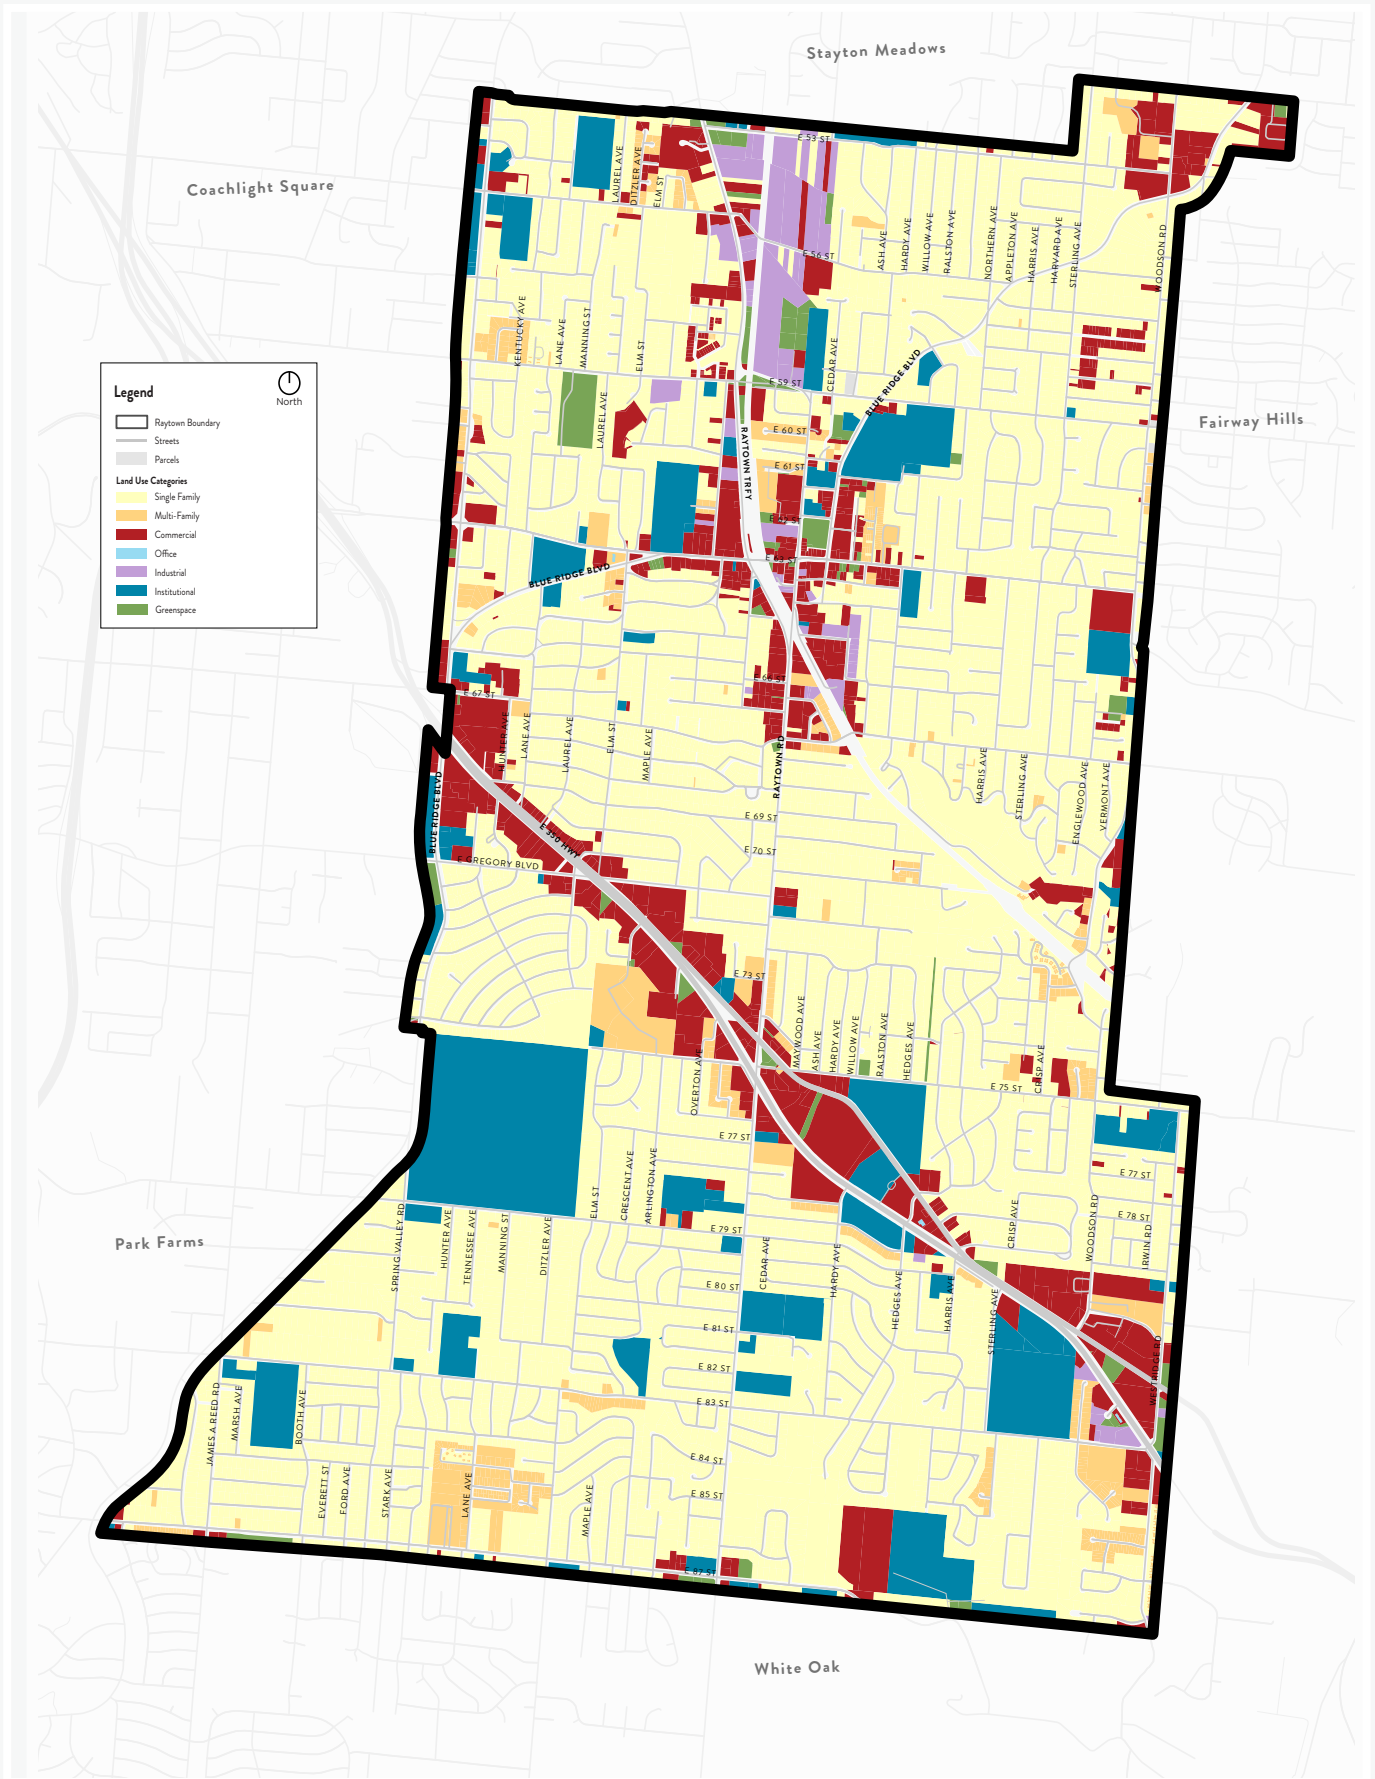 Stayton Meadows
Coachlight Square
Fairway Hills
Park Farms
White Oak
Legend
North
Raytown Boundary
Streets
Parcels
Land Use Categories
Single Family
Multi-Family
Commercial
Office
Industrial
Institutional
Greenspace
E 53 ST
LAUREL AVE
DITZLER AVE
ELM ST
E 56 ST
ASH AVE
HARDY AVE
WILLOW AVE
RALSTON AVE
NORTHERN AVE
APPLETON AVE
HARRIS AVE
HARVARD AVE
STERLING AVE
WOODSON RD
KENTUCKY AVE
LANE AVE
MANNING ST
ELM ST
LAUREL AVE
CEDAR AVE
BLUE RIDGE BLVD
E 59 ST
E 60 ST
E 61 ST
RAYTOWN TRFY
E 62 ST
E 63 ST
BLUE RIDGE BLVD
E 66 ST
E 67 ST
HUNTER AVE
LANE AVE
LAUREL AVE
ELM ST
MAPLE AVE
RAYTOWN RD
HARRIS AVE
STERLING AVE
ENGLEWOOD AVE
VERMONT AVE
BLUE RIDGE BLVD
E 350 HWY
E GREGORY BLVD
E 69 ST
E 70 ST
E 73 ST
MAYWOOD AVE
ASH AVE
HARDY AVE
WILLOW AVE
RALSTON AVE
HEDGES AVE
OVERTON AVE
E 75 ST
CRISP AVE
E 77 ST
E 77 ST
ELM ST
CRESCENT AVE
ARLINGTON AVE
E 79 ST
E 78 ST
CRISP AVE
WOODSON RD
IRWIN RD
SPRING VALLEY RD
HUNTER AVE
TENNESSEE AVE
MANNING ST
DITZLER AVE
CEDAR AVE
HARDY AVE
HEDGES AVE
HARRIS AVE
STERLING AVE
E 80 ST
E 81 ST
E 82 ST
E 83 ST
WESTRIDGE RD
JAMES A REED RD
MARSH AVE
BOOTH AVE
EVERETT ST
FORD AVE
STARK AVE
LANE AVE
MAPLE AVE
E 84 ST
E 85 ST
E 87 ST